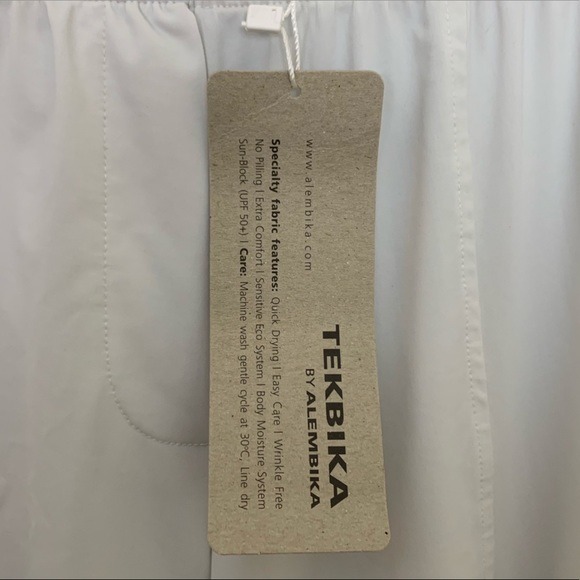 www.alembika.com
TEKBIKA
BY ALEMBIKA
Specialty fabric features: Quick Drying | Easy Care | Wrinkle Free
No Pilling | Extra Comfort | Sensitive Eco System | Body Moisture System
Sun-Block (UPF 50+) | Care: Machine wash gentle cycle at 30°C, Line dry